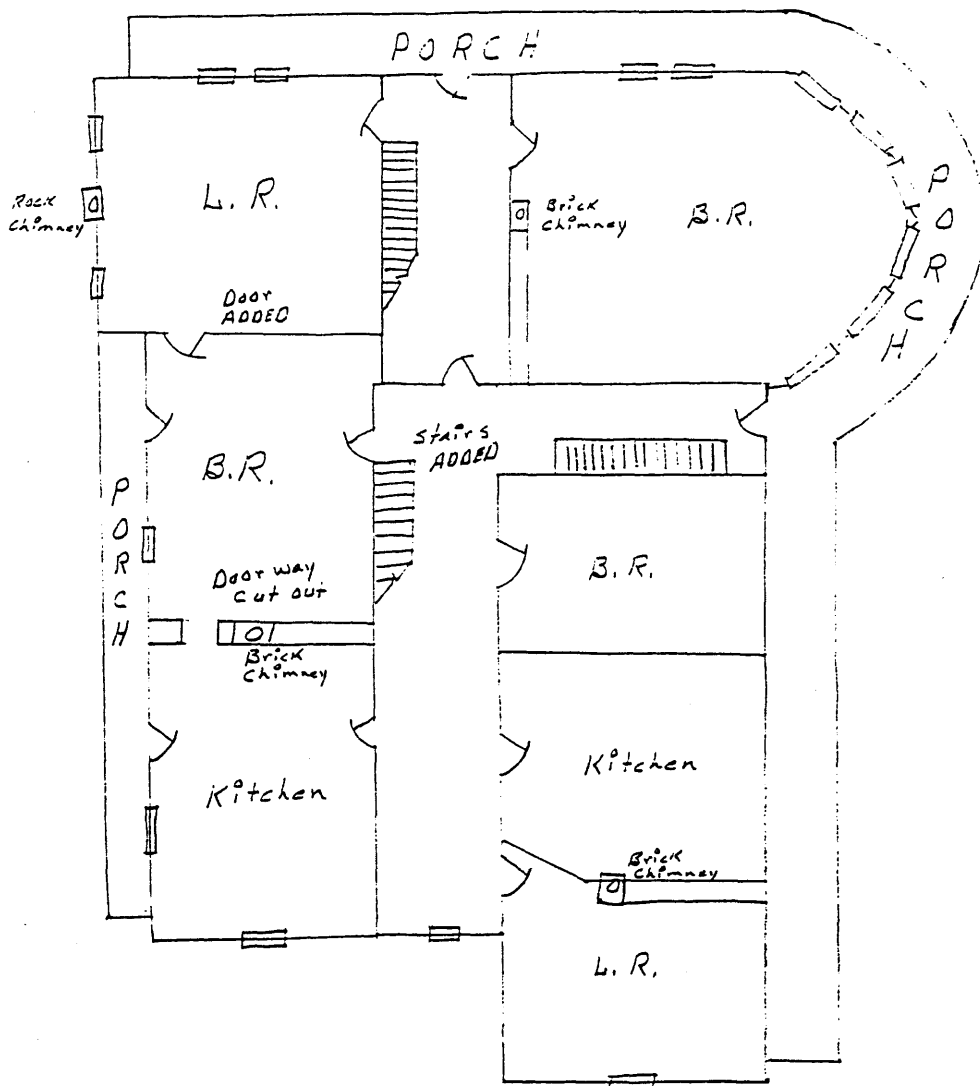 PORCH
L. R.
Rock
Chimney
Brick
Chimney
B.R.
PORCH
Door
ADDED
Stairs
ADDED
B.R.
PORCH
B.R.
Door way
Cut out
Brick
Chimney
Kitchen
Kitchen
Brick
Chimney
L. R.